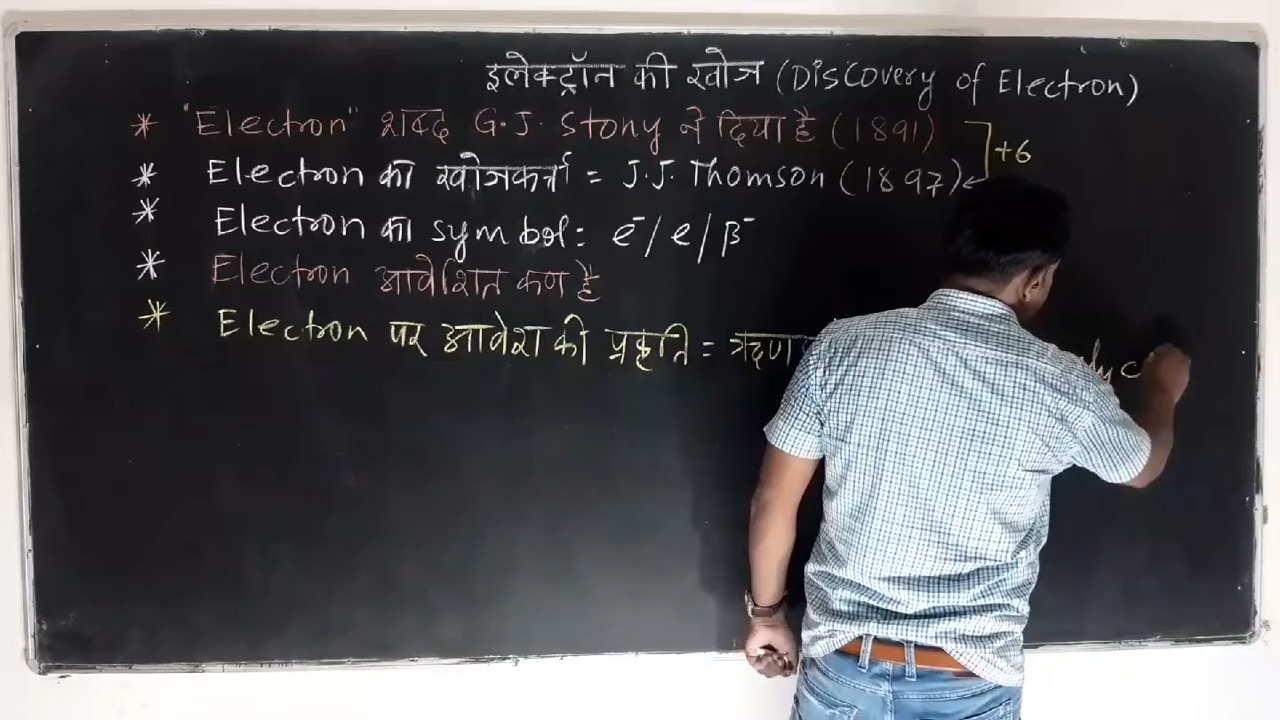 इलेक्ट्रॉन की खोज (Discovery of Electron)
* "Electron" शब्द G.J. Stony ने दिया है (1891)
+6
* Electron का खोजकर्ता = J.J. Thomson (1897)
* Electron का symbol: e⁻/e/β⁻
* Electron आवेशित कण है
* Electron पर आवेश की प्रकृति = ऋण